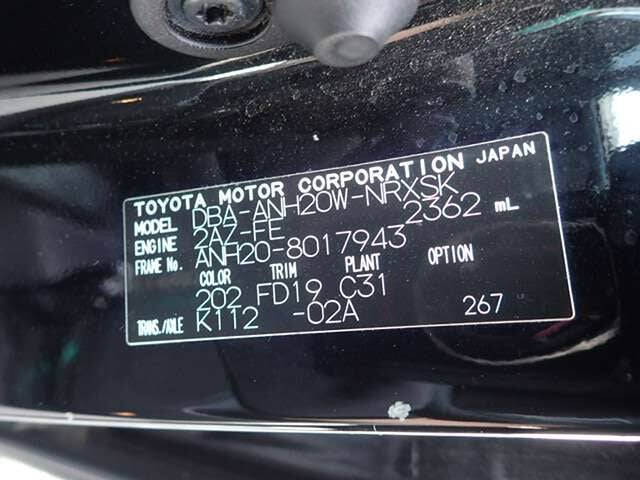 TOYOTA MOTOR CORPORATION JAPAN
MODEL DBA-ANH20W-NRXSK
ENGINE 2AZ-FE 2362 mL
FRAME No. ANH20-8017943
COLOR TRIM PLANT OPTION
202 FD19 C31
TRANS./AXLE K112 -02A 267